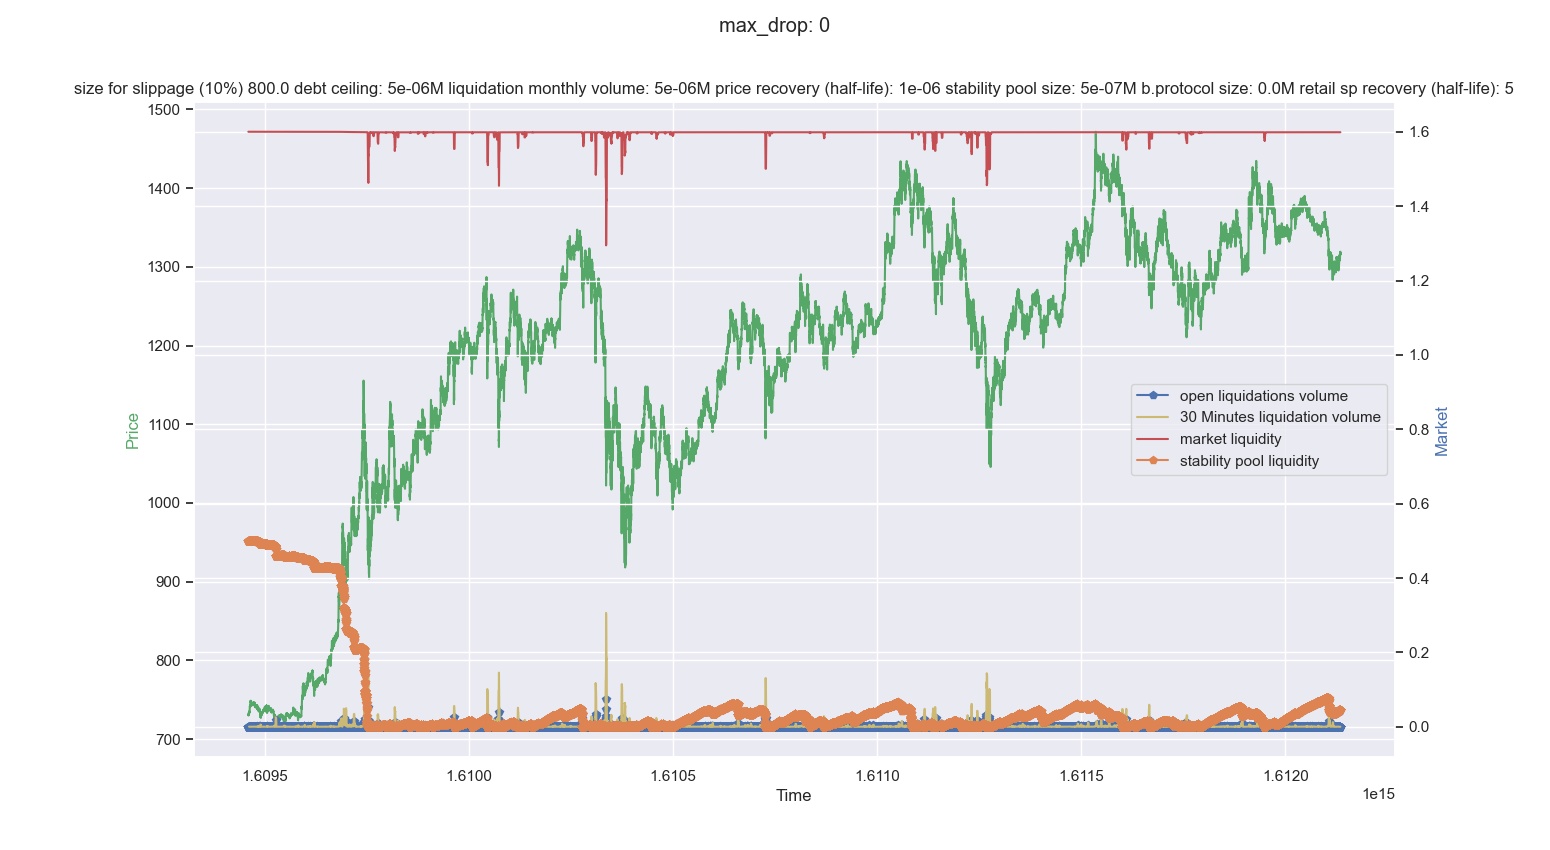 max_drop: 0
size for slippage (10%) 800.0 debt ceiling: 5e-06M liquidation monthly volume: 5e-06M price recovery (half-life): 1e-06 stability pool size: 5e-07M b.protocol size: 0.0M retail sp recovery (half-life): 5
1500
1400
1300
1200
1100
1000
900
800
700
Price
1.6
1.4
1.2
1.0
0.8
0.6
0.4
0.2
0.0
Market
open liquidations volume
30 Minutes liquidation volume
market liquidity
stability pool liquidity
1.6095
1.6100
1.6105
1.6110
1.6115
1.6120
1e15
Time